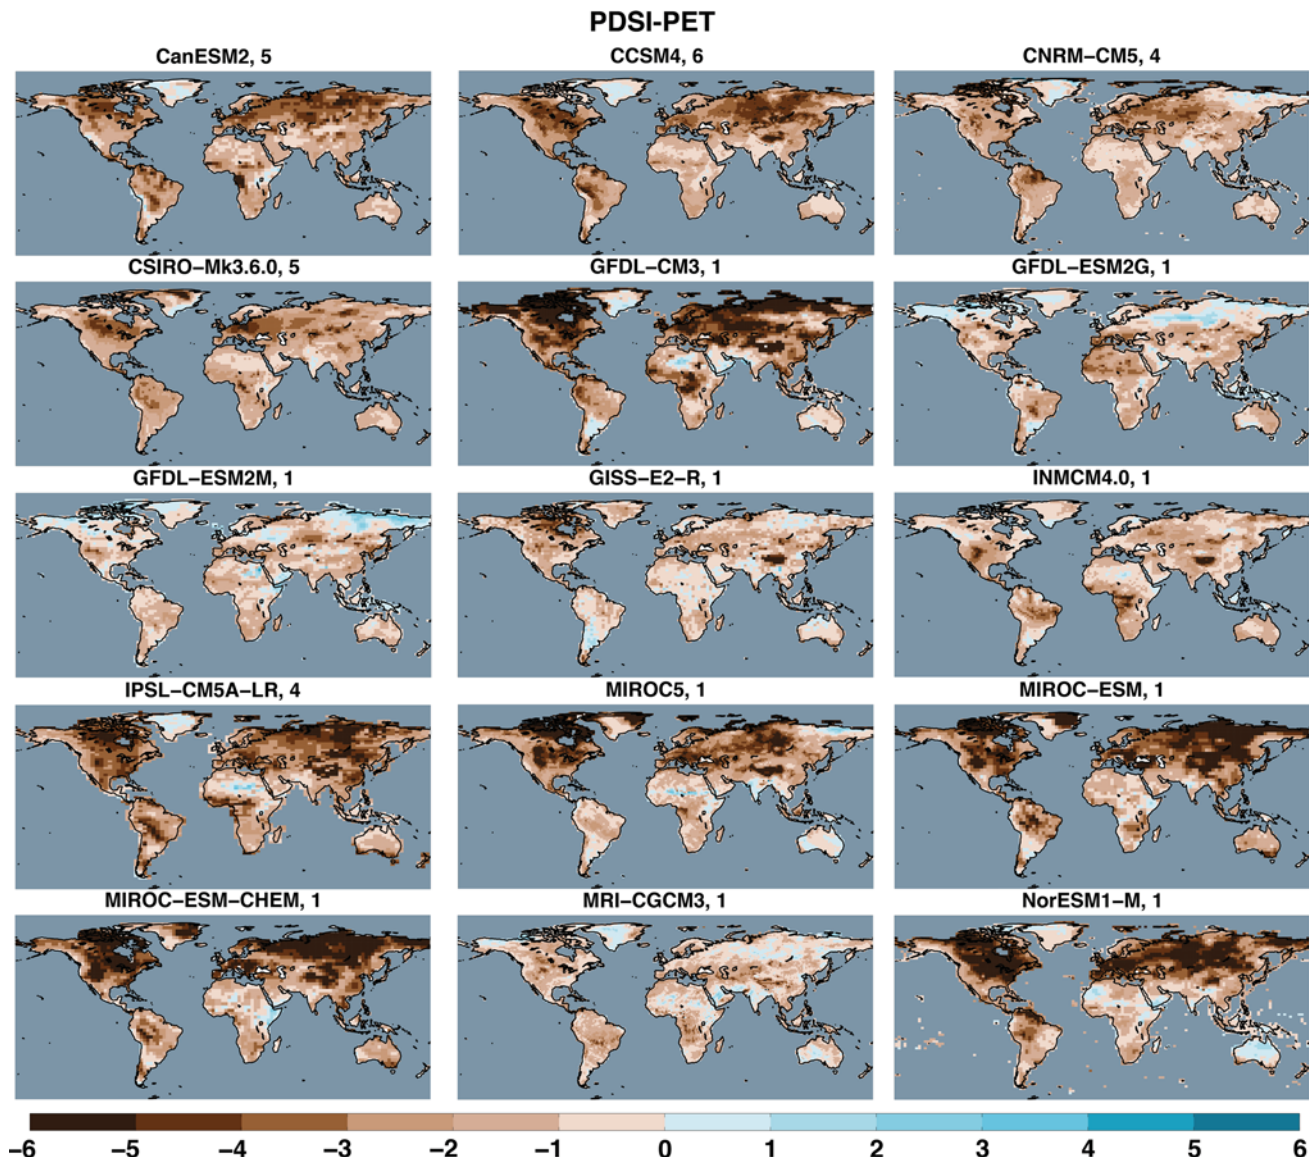 PDSI-PET
CanESM2, 5
CCSM4, 6
CNRM–CM5, 4
CSIRO–Mk3.6.0, 5
GFDL–CM3, 1
GFDL–ESM2G, 1
GFDL–ESM2M, 1
GISS–E2–R, 1
INMCM4.0, 1
IPSL–CM5A–LR, 4
MIROC5, 1
MIROC–ESM, 1
MIROC–ESM–CHEM, 1
MRI–CGCM3, 1
NorESM1–M, 1
–6 –5 –4 –3 –2 –1 0 1 2 3 4 5 6